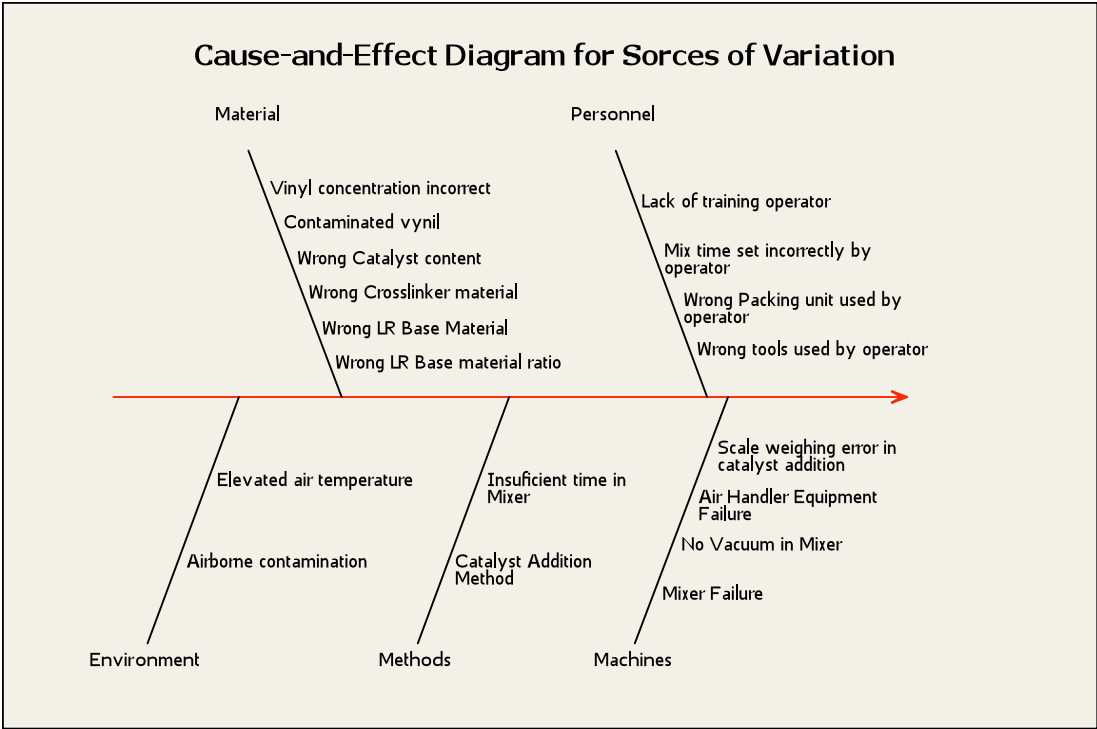 Cause-and-Effect Diagram for Sorces of Variation
Material
Personnel
Vinyl concentration incorrect
Contaminated vynil
Wrong Catalyst content
Wrong Crosslinker material
Wrong LR Base Material
Wrong LR Base material ratio
Lack of training operator
Mix time set incorrectly by
operator
Wrong Packing unit used by
operator
Wrong tools used by operator
Elevated air temperature
Airborne contamination
Insuficient time in
Mixer
Catalyst Addition
Method
Scale weighing error in
catalyst addition
Air Handler Equipment
Failure
No Vacuum in Mixer
Mixer Failure
Environment
Methods
Machines